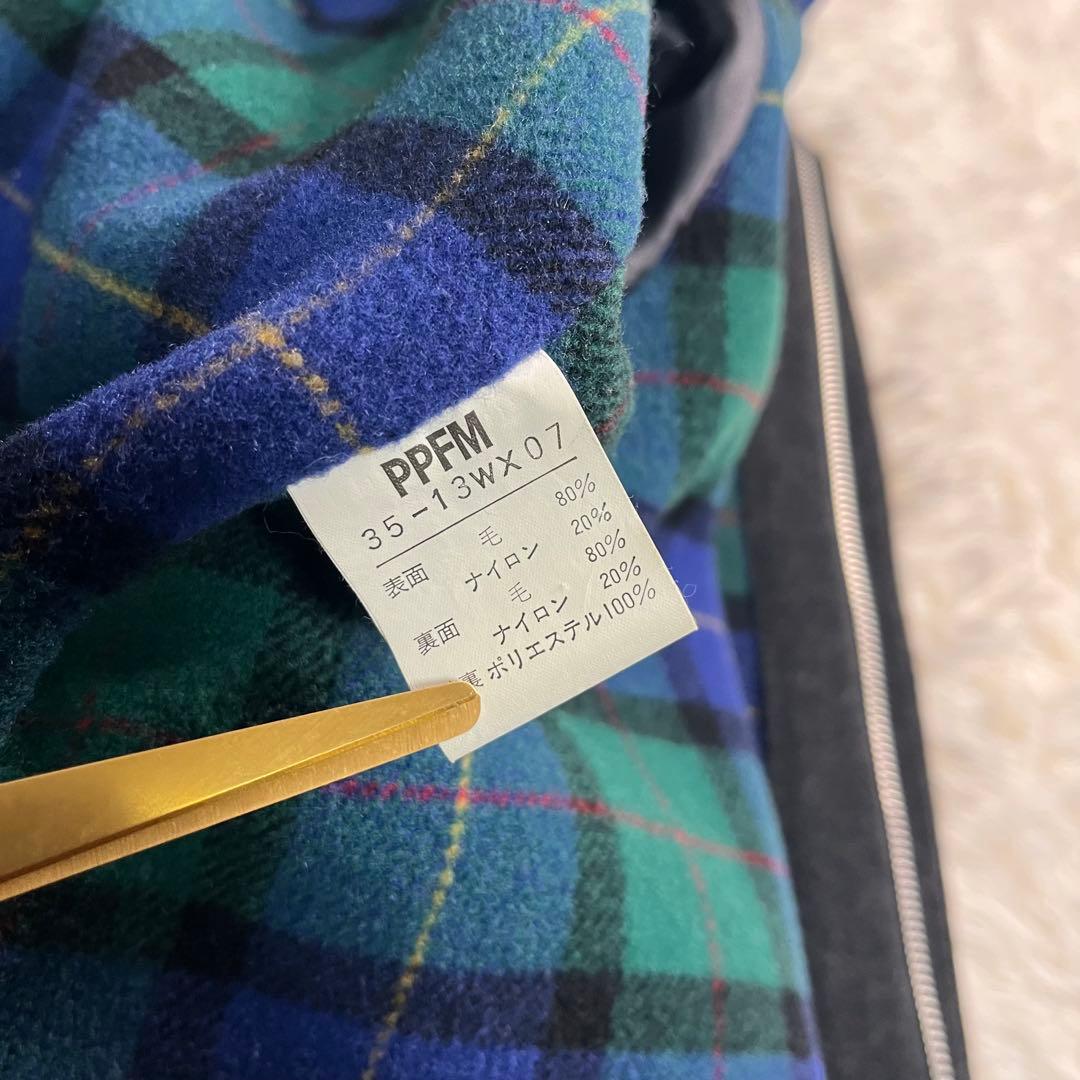 PPFM
35-13WX07
表面 毛 80%
ナイロン 20%
裏面 毛 80%
ナイロン 20%
裏 ポリエステル100%